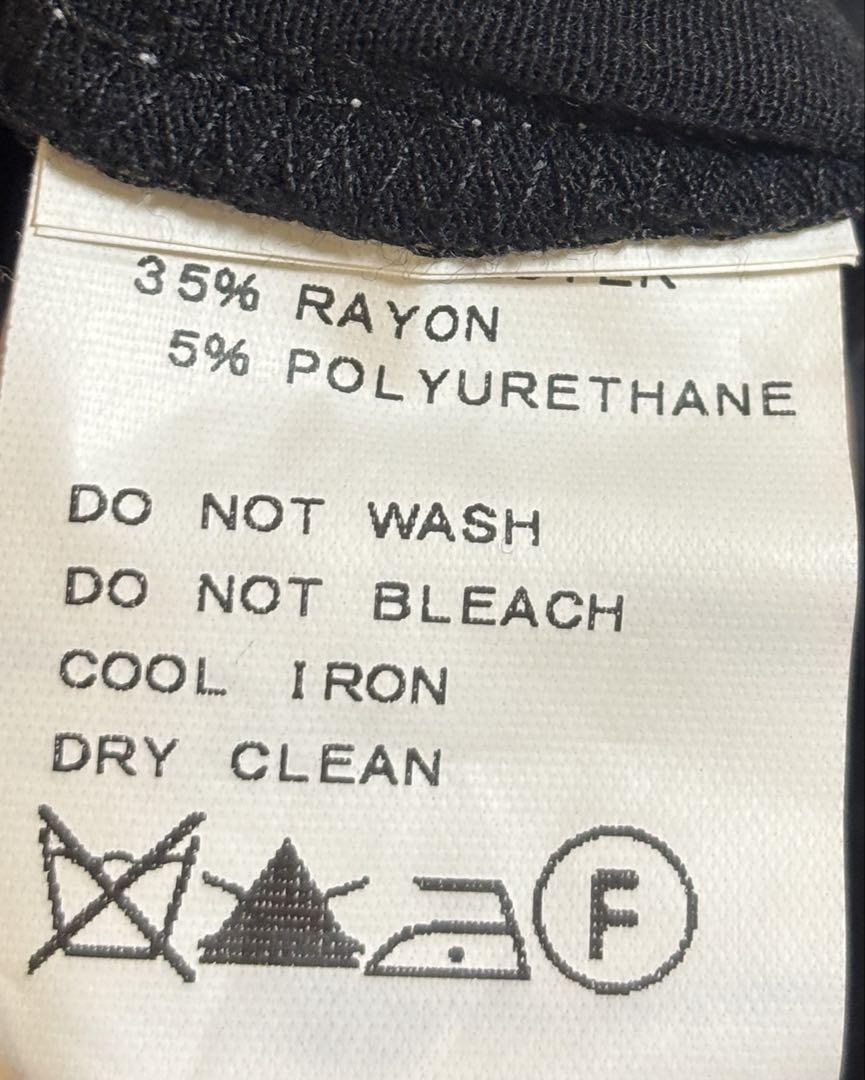 35% RAYON
5% POLYURETHANE
DO NOT WASH
DO NOT BLEACH
COOL IRON
DRY CLEAN
F